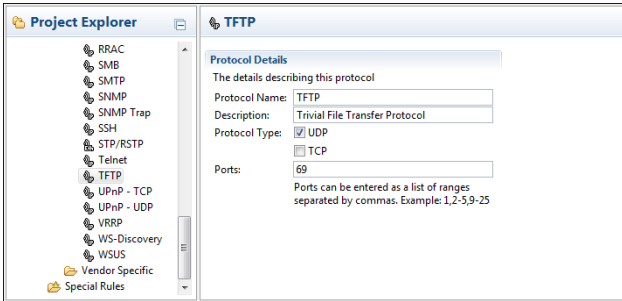 Project Explorer
RRAC
SMB
SMTP
SNMP
SNMP Trap
SSH
STP/RSTP
Telnet
TFTP
UPnP - TCP
UPnP - UDP
VRRP
WS-Discovery
WSUS
Vendor Specific
Special Rules
TFTP
Protocol Details
The details describing this protocol
Protocol Name: TFTP
Description: Trivial File Transfer Protocol
Protocol Type: UDP
TCP
Ports: 69
Ports can be entered as a list of ranges
separated by commas. Example: 1,2-5,9-25